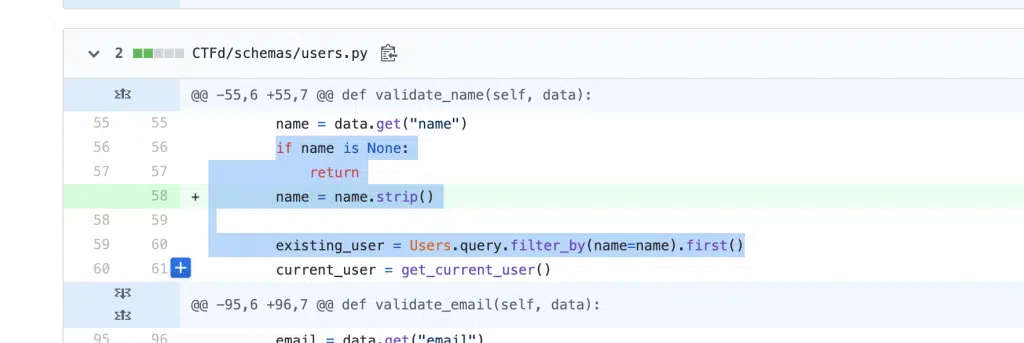 2 CTFd/schemas/users.py
@@ -55,6 +55,7 @@ def validate_name(self, data):
55 55 name = data.get("name")
56 56 if name is None:
57 57 return
58 + name = name.strip()
58 59
59 60 existing_user = Users.query.filter_by(name=name).first()
60 61 + current_user = get_current_user()
@@ -95,6 +96,7 @@ def validate_email(self, data):
95 96 email = data.get("email")